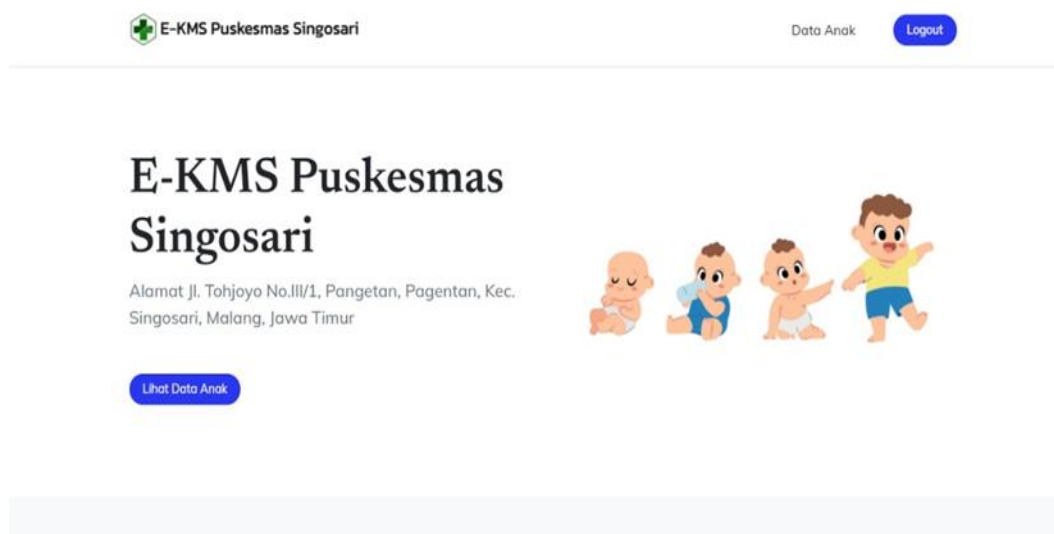 E-KMS Puskesmas Singosari
Data Anak
Logout
E-KMS Puskesmas
Singosari
Alamat Jl. Tohjoyo No.III/1, Pangetan, Pagentan, Kec.
Singosari, Malang, Jawa Timur
Lihat Data Anak